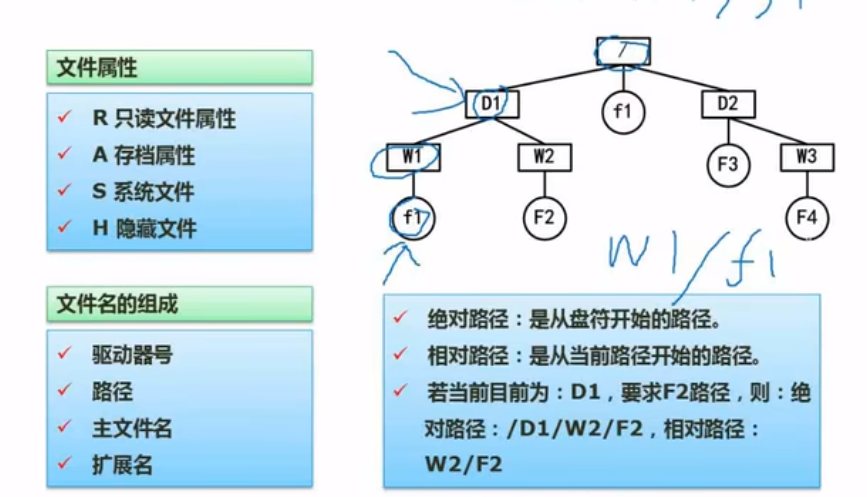 文件属性
R 只读文件属性
A 存档属性
S 系统文件
H 隐藏文件
文件名的组成
驱动器号
路径
主文件名
扩展名
/
D1
f1
D2
W1
W2
F3
W3
f1
F2
F4
W1/f1
绝对路径：是从盘符开始的路径。
相对路径：是从当前路径开始的路径。
若当前目前为：D1，要求F2路径，则：绝
对路径：/D1/W2/F2，相对路径：
W2/F2